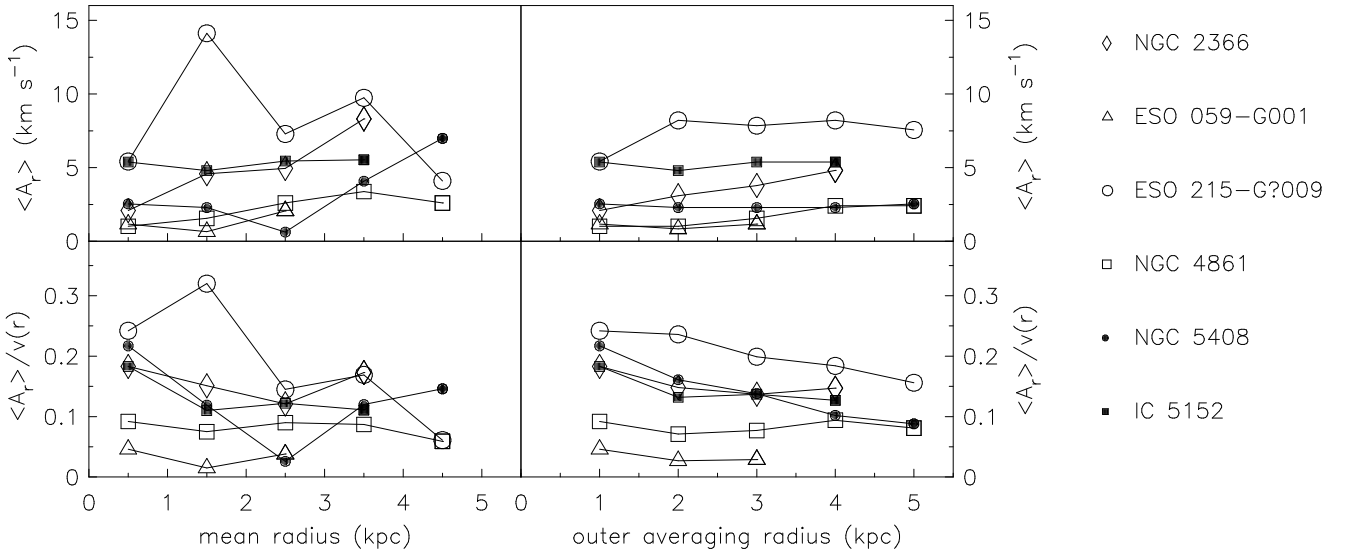 15
10
5
0
<A_r> (km s^-1)
15
10
5
0
<A_r> (km s^-1)
0.3
0.2
0.1
0
<A_r>/v(r)
0.3
0.2
0.1
0
<A_r>/v(r)
0 1 2 3 4 5 0 1 2 3 4 5
mean radius (kpc)
outer averaging radius (kpc)
NGC 2366
ESO 059-G001
ESO 215-G?009
NGC 4861
NGC 5408
IC 5152